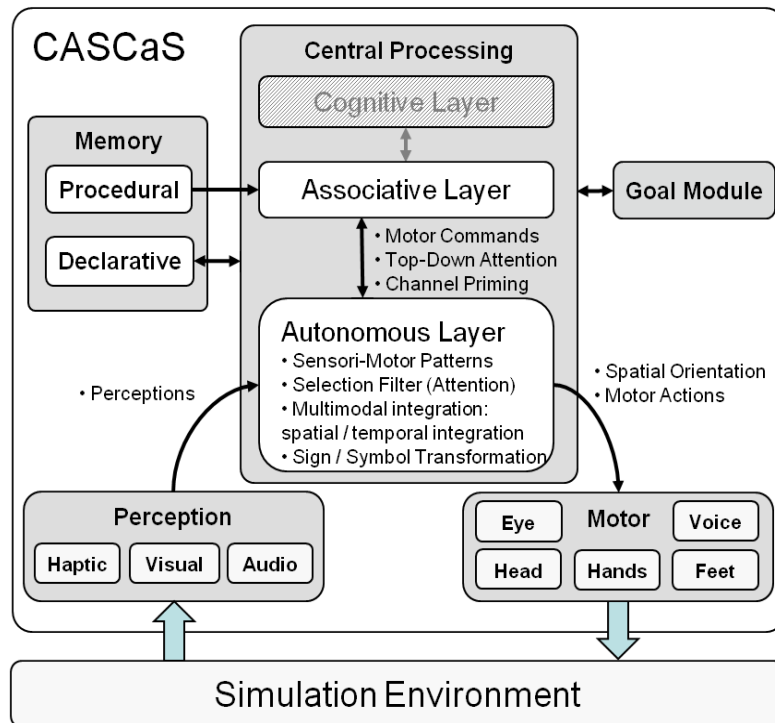 CASCaS
Central Processing
Cognitive Layer
Memory
Procedural
Associative Layer
Goal Module
Declarative
• Motor Commands
• Top-Down Attention
• Channel Priming
Autonomous Layer
• Sensori-Motor Patterns
• Selection Filter (Attention)
• Multimodal integration:
spatial / temporal integration
• Sign / Symbol Transformation
• Perceptions
• Spatial Orientation
• Motor Actions
Perception
Haptic
Visual
Audio
Eye
Motor
Voice
Head
Hands
Feet
Simulation Environment